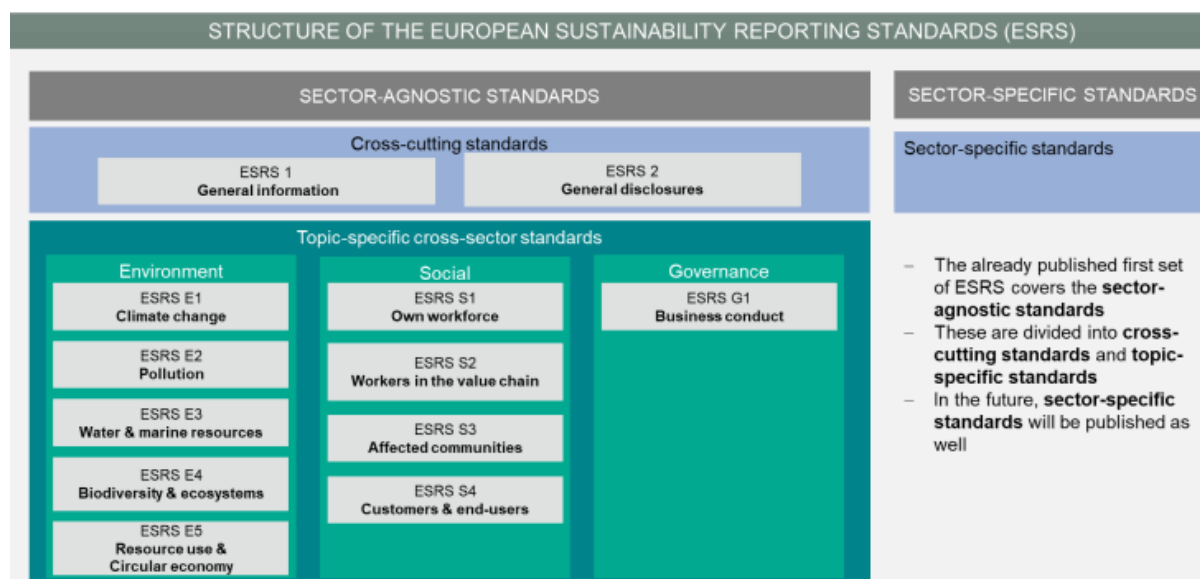 STRUCTURE OF THE EUROPEAN SUSTAINABILITY REPORTING STANDARDS (ESRS)
SECTOR-AGNOSTIC STANDARDS
Cross-cutting standards
ESRS 1
General information
ESRS 2
General disclosures
Topic-specific cross-sector standards
Environment
ESRS E1
Climate change
ESRS E2
Pollution
ESRS E3
Water & marine resources
ESRS E4
Biodiversity & ecosystems
ESRS E5
Resource use &
Circular economy
Social
ESRS S1
Own workforce
ESRS S2
Workers in the value chain
ESRS S3
Affected communities
ESRS S4
Customers & end-users
Governance
ESRS G1
Business conduct
SECTOR-SPECIFIC STANDARDS
Sector-specific standards
– The already published first set
of ESRS covers the sector-
agnostic standards
– These are divided into cross-
cutting standards and topic-
specific standards
– In the future, sector-specific
standards will be published as
well